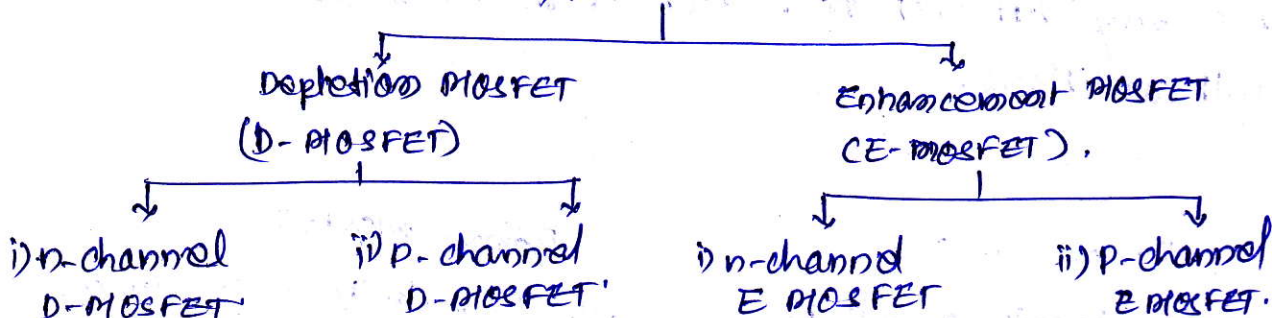 Depletion MOSFET
(D-MOSFET)
Enhancement MOSFET
(E-MOSFET).
i) n-channel
D-MOSFET
ii) p-channel
D-MOSFET
i) n-channel
E MOSFET
ii) P-channel
E MOSFET.